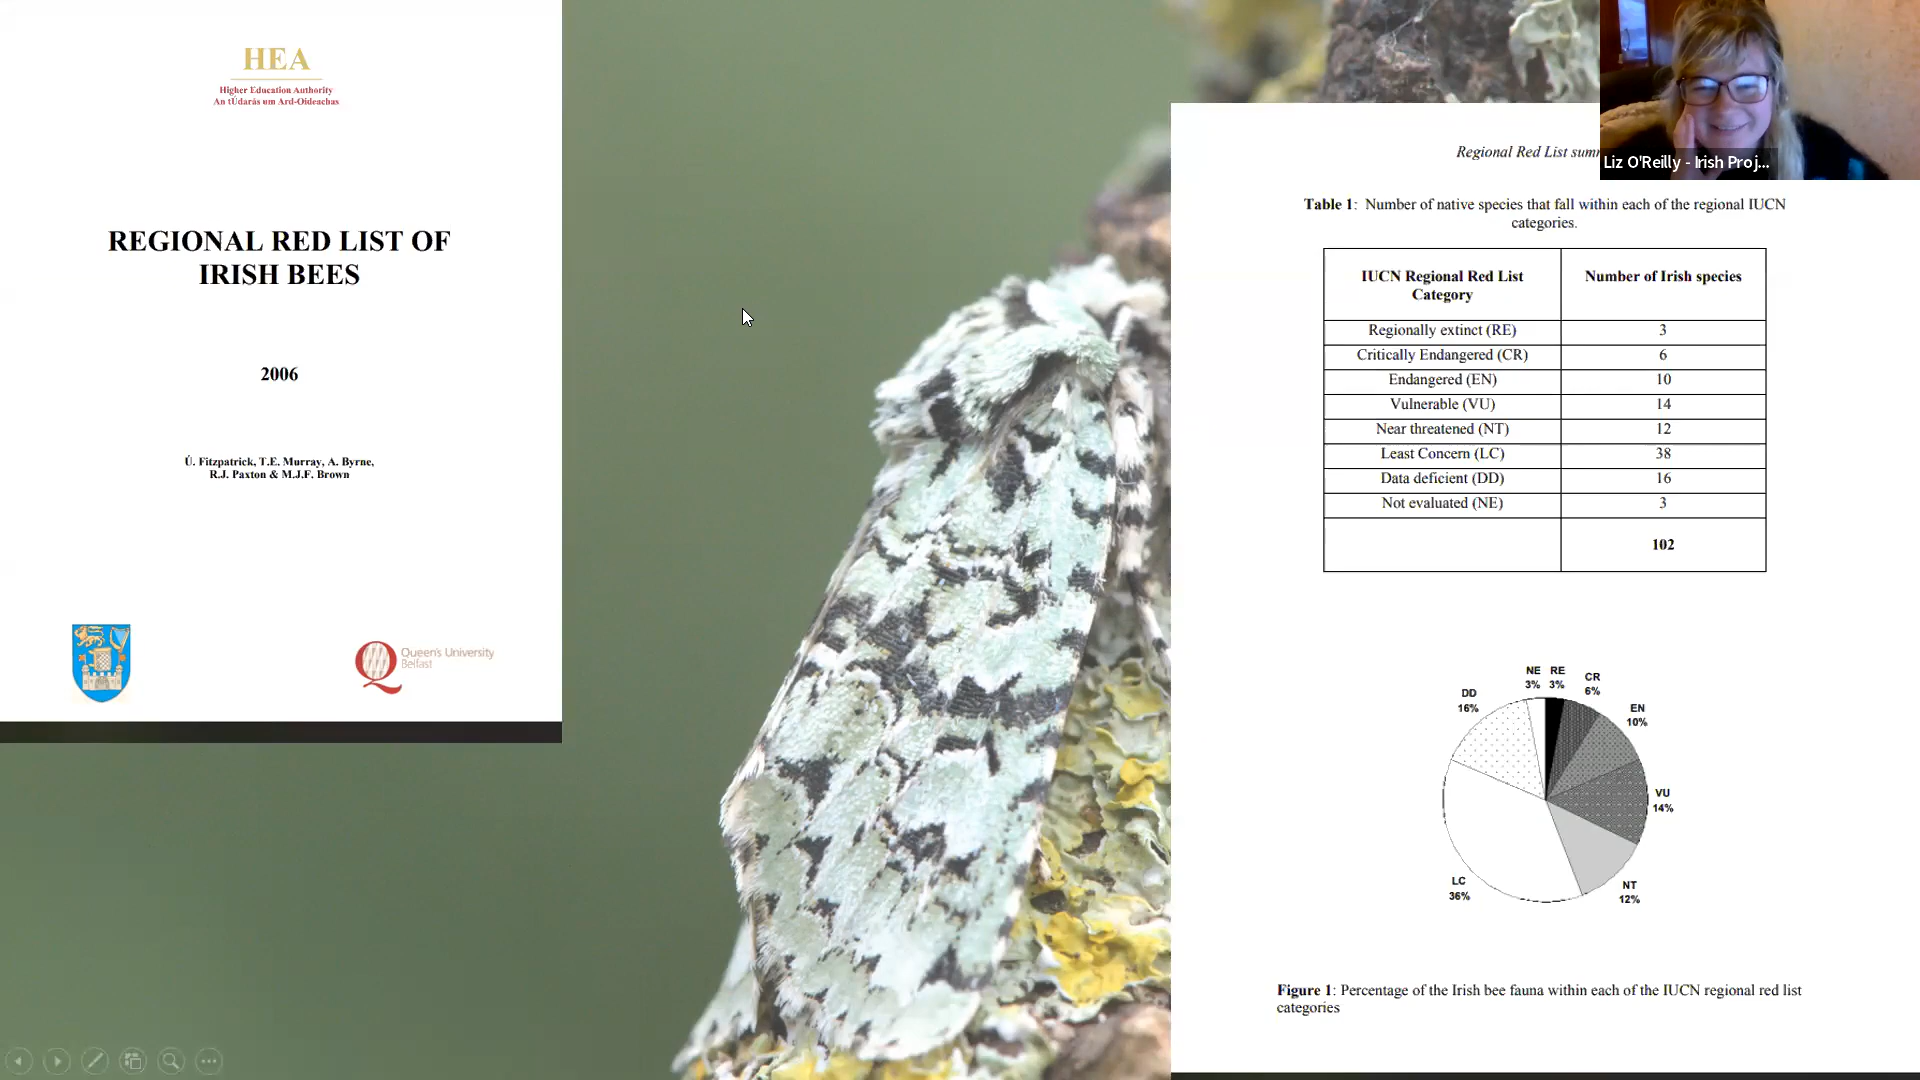 HEA
Higher Education Authority
An tÚdarás um Ard-Oideachas
REGIONAL RED LIST OF
IRISH BEES
2006
Ú. Fitzpatrick, T.E. Murray, A. Byrne,
R.J. Paxton & M.J.F. Brown
Queen's University
Belfast
Liz O'Reilly - Irish Proj...
Regional Red List
Table 1: Number of native species that fall within each of the regional IUCN
categories.
IUCN Regional Red List
Category
Number of Irish species
Regionally extinct (RE) 3
Critically Endangered (CR) 6
Endangered (EN) 10
Vulnerable (VU) 14
Near threatened (NT) 12
Least Concern (LC) 38
Data deficient (DD) 16
Not evaluated (NE) 3
102
NE RE
3% 3%
CR
6%
DD
16%
EN
10%
VU
14%
LC
36%
NT
12%
Figure 1: Percentage of the Irish bee fauna within each of the IUCN regional red list
categories